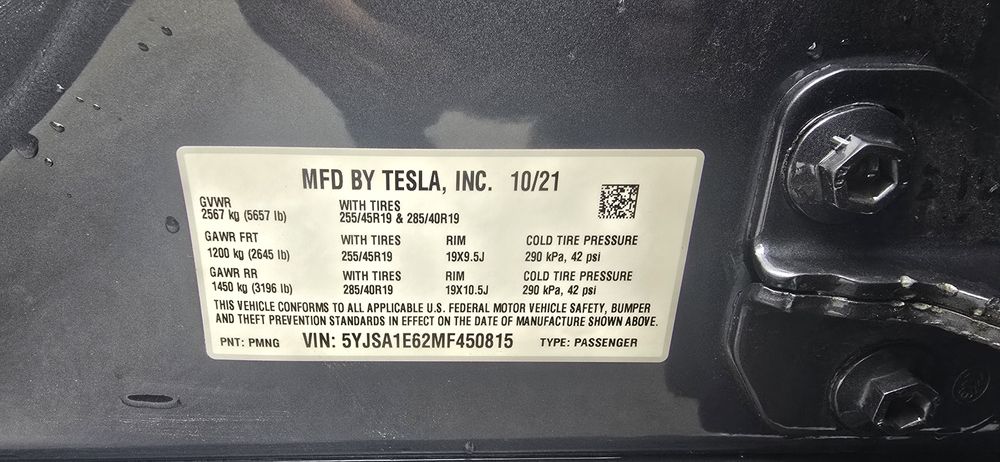 MFD BY TESLA, INC. 10/21
GVWR
2567 kg (5657 lb)
WITH TIRES
255/45R19 & 285/40R19
GAWR FRT WITH TIRES RIM COLD TIRE PRESSURE
1200 kg (2645 lb) 255/45R19 19X9.5J 290 kPa, 42 psi
GAWR RR WITH TIRES RIM COLD TIRE PRESSURE
1450 kg (3196 lb) 285/40R19 19X10.5J 290 kPa, 42 psi
THIS VEHICLE CONFORMS TO ALL APPLICABLE U.S. FEDERAL MOTOR VEHICLE SAFETY, BUMPER
AND THEFT PREVENTION STANDARDS IN EFFECT ON THE DATE OF MANUFACTURE SHOWN ABOVE.
PNT: PMNG VIN: 5YJSA1E62MF450815 TYPE: PASSENGER